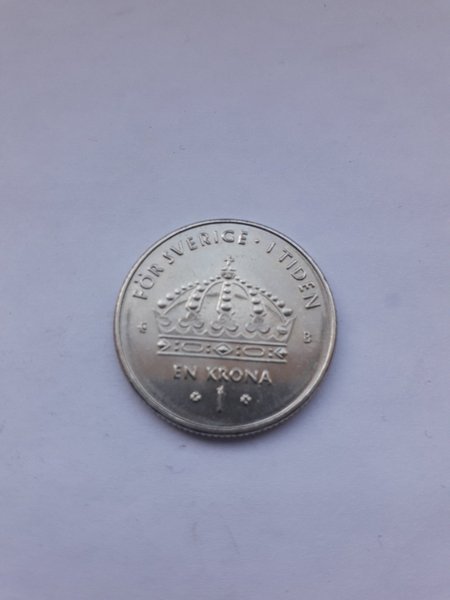 FÖR SVERIGE · I TIDEN
B
EN KRONA
1